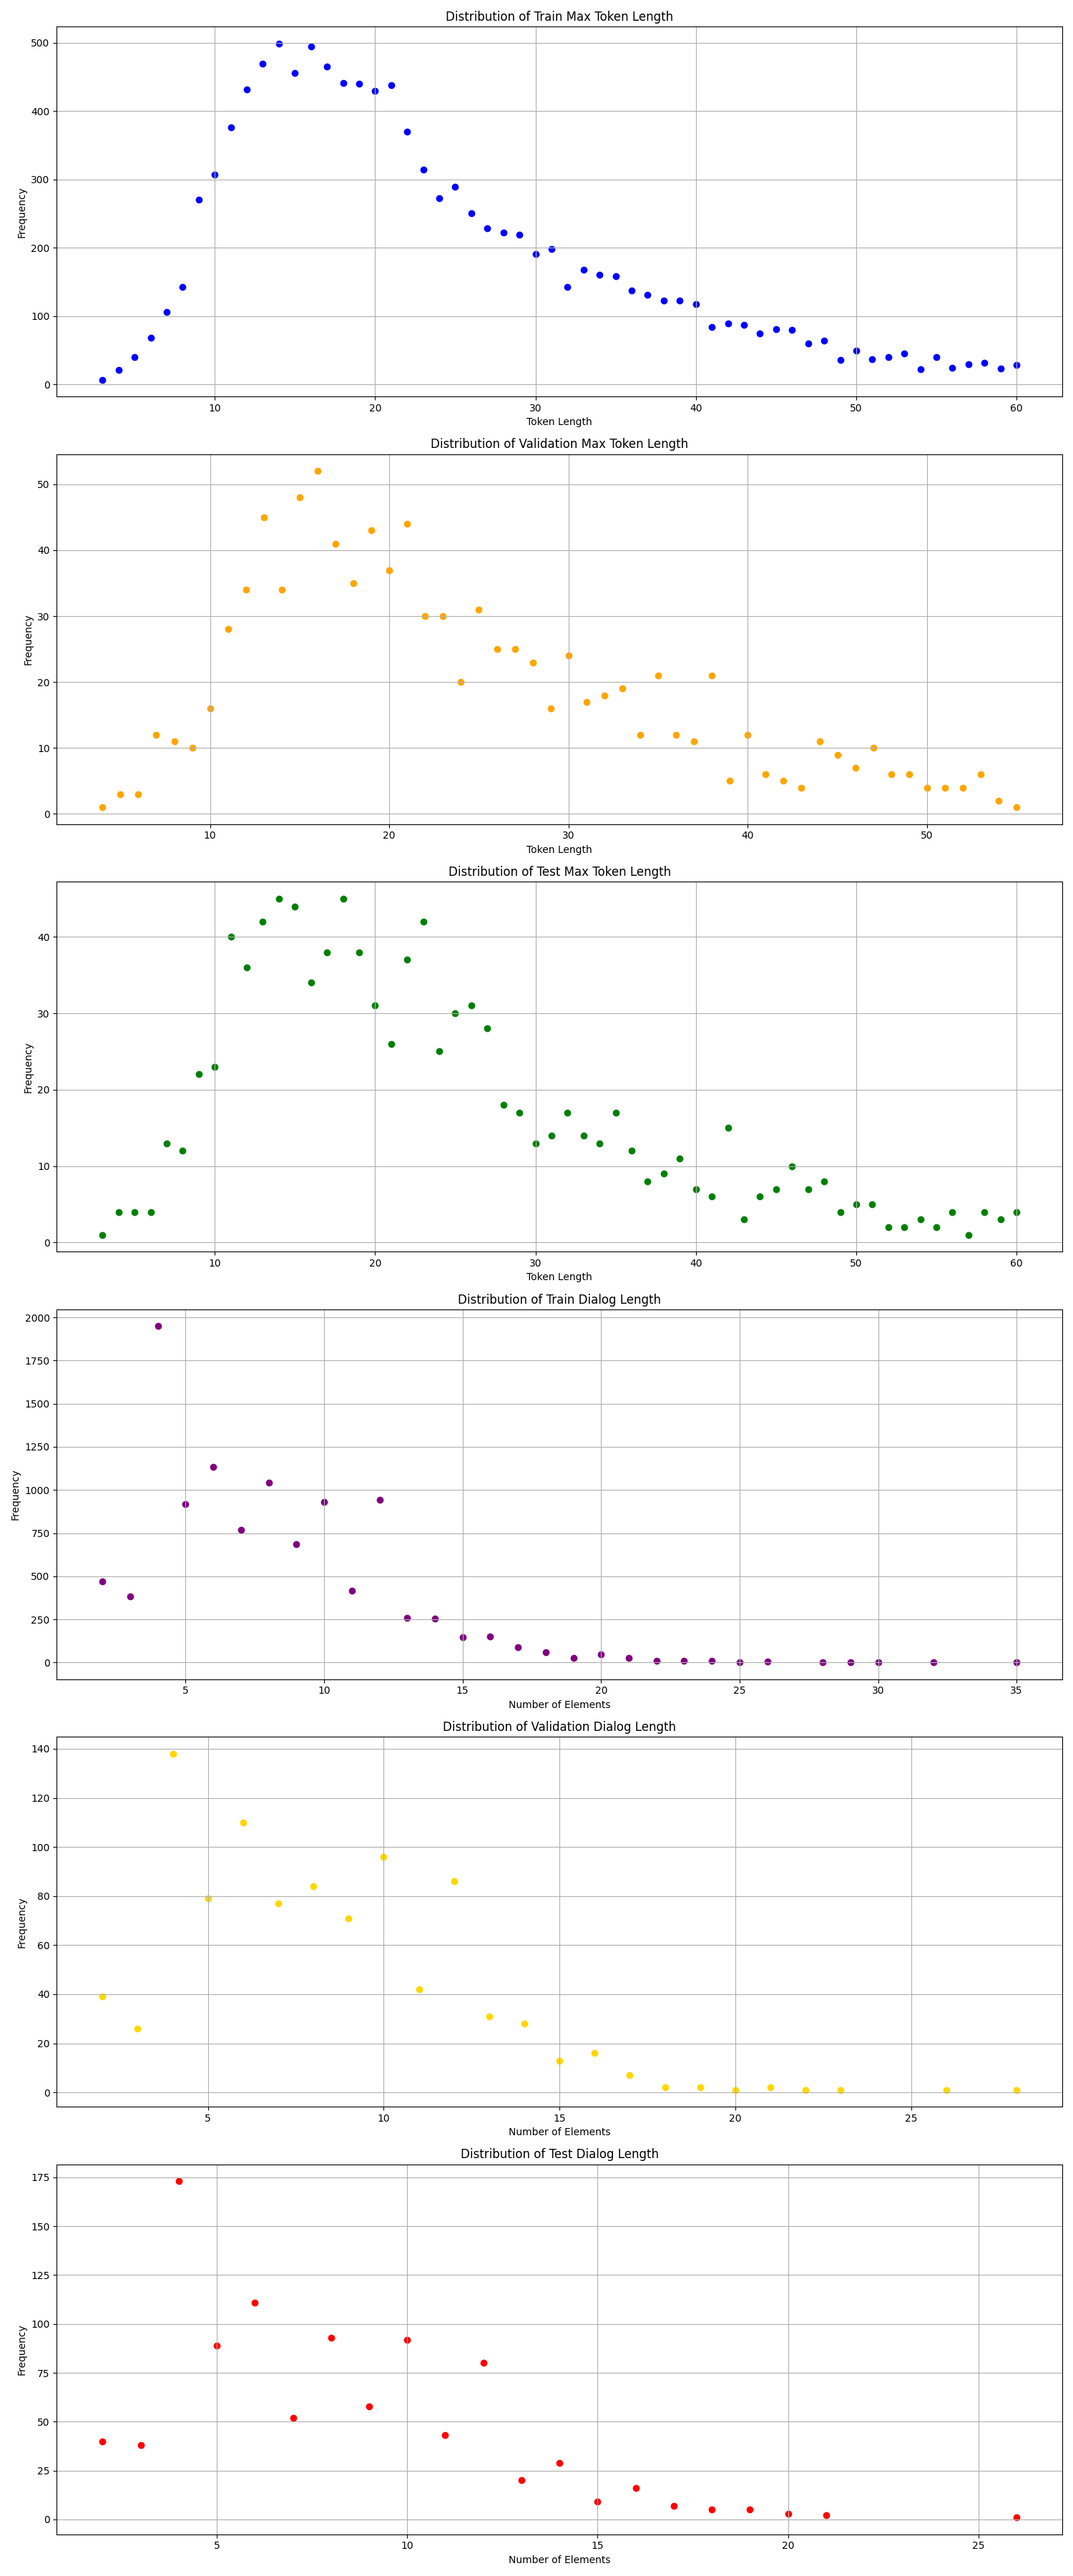 Distribution of Train Max Token Length
500
400
300
200
100
0
Frequency
10 20 30 40 50 60
Token Length
Distribution of Validation Max Token Length
50
40
30
20
10
0
Frequency
10 20 30 40 50
Token Length
Distribution of Test Max Token Length
40
30
20
10
0
Frequency
10 20 30 40 50 60
Token Length
Distribution of Train Dialog Length
2000
1750
1500
1250
1000
750
500
250
0
Frequency
5 10 15 20 25 30 35
Number of Elements
Distribution of Validation Dialog Length
140
120
100
80
60
40
20
0
Frequency
5 10 15 20 25
Number of Elements
Distribution of Test Dialog Length
175
150
125
100
75
50
25
0
Frequency
5 10 15 20 25
Number of Elements